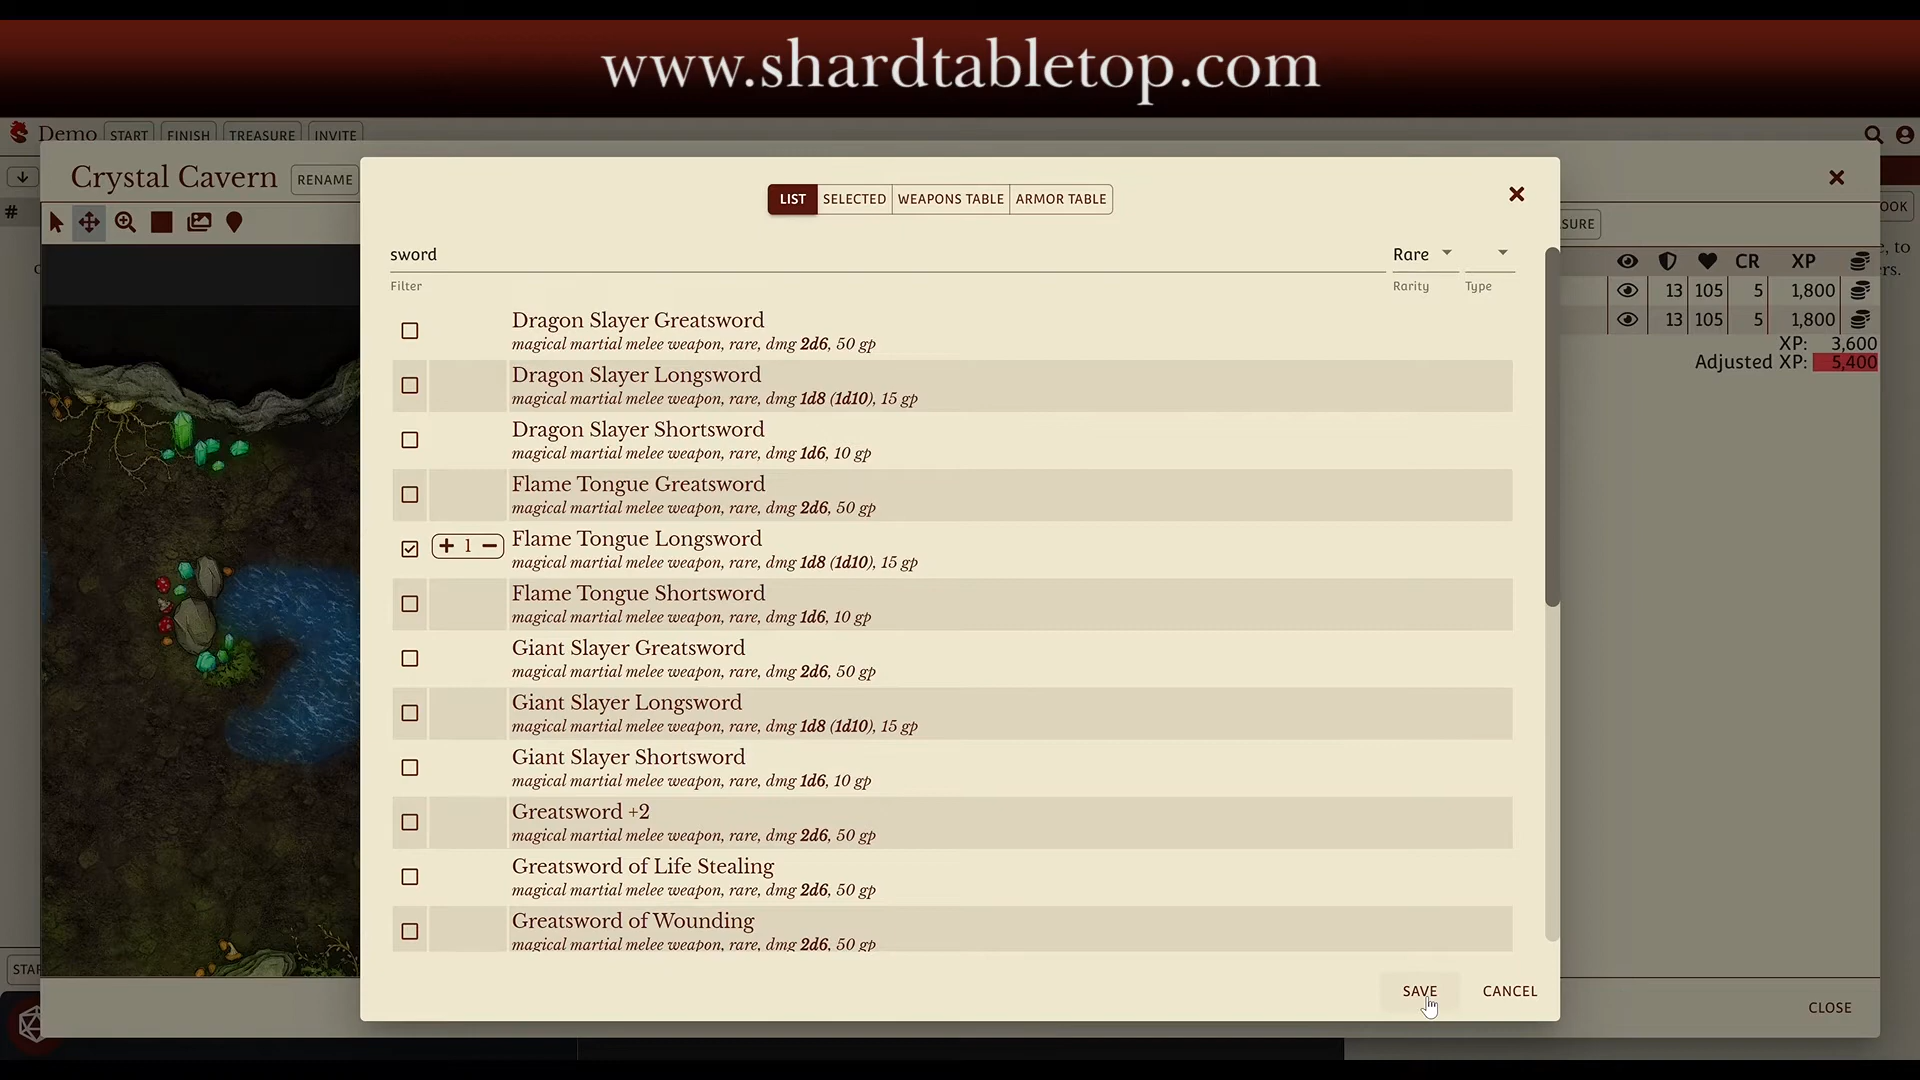 www.shardtabletop.com
Demo START FINISH TREASURE INVITE
Crystal Cavern RENAME
#
LIST SELECTED WEAPONS TABLE ARMOR TABLE
sword Rare
Filter Rarity Type
Dragon Slayer Greatsword
magical martial melee weapon, rare, dmg 2d6, 50 gp
Dragon Slayer Longsword
magical martial melee weapon, rare, dmg 1d8 (1d10), 15 gp
Dragon Slayer Shortsword
magical martial melee weapon, rare, dmg 1d6, 10 gp
Flame Tongue Greatsword
magical martial melee weapon, rare, dmg 2d6, 50 gp
+ 1 − Flame Tongue Longsword
magical martial melee weapon, rare, dmg 1d8 (1d10), 15 gp
Flame Tongue Shortsword
magical martial melee weapon, rare, dmg 1d6, 10 gp
Giant Slayer Greatsword
magical martial melee weapon, rare, dmg 2d6, 50 gp
Giant Slayer Longsword
magical martial melee weapon, rare, dmg 1d8 (1d10), 15 gp
Giant Slayer Shortsword
magical martial melee weapon, rare, dmg 1d6, 10 gp
Greatsword +2
magical martial melee weapon, rare, dmg 2d6, 50 gp
Greatsword of Life Stealing
magical martial melee weapon, rare, dmg 2d6, 50 gp
Greatsword of Wounding
magical martial melee weapon, rare, dmg 2d6, 50 gp
SAVE CANCEL
OOK
SURE
, to
rs.
CR XP
13 105 5 1,800
13 105 5 1,800
XP: 3,600
Adjusted XP: 5,400
STAR
CLOSE